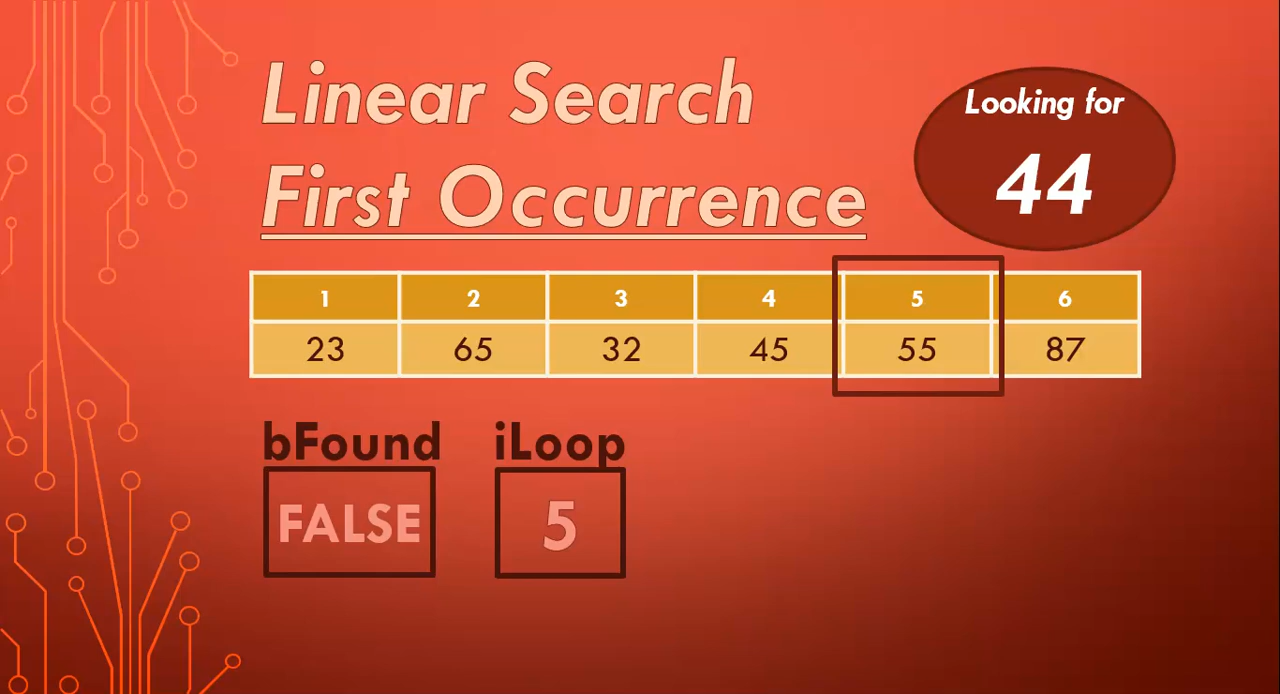 Linear Search
First Occurrence
Looking for
44
1 2 3 4 5 6
23 65 32 45 55 87
bFound iLoop
FALSE 5